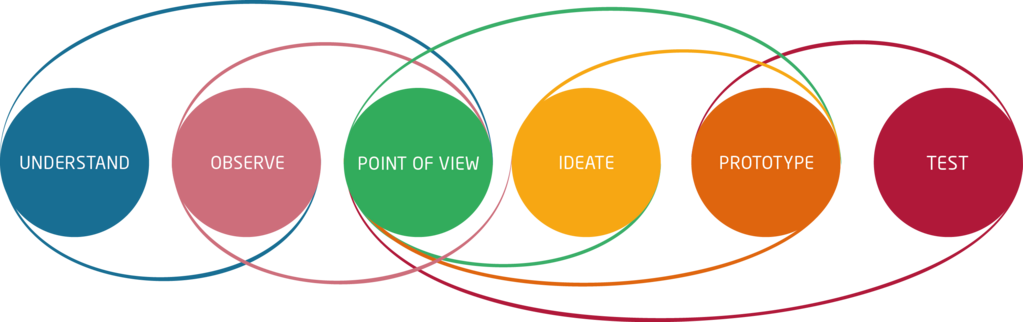 UNDERSTAND
OBSERVE
POINT OF VIEW
IDEATE
PROTOTYPE
TEST